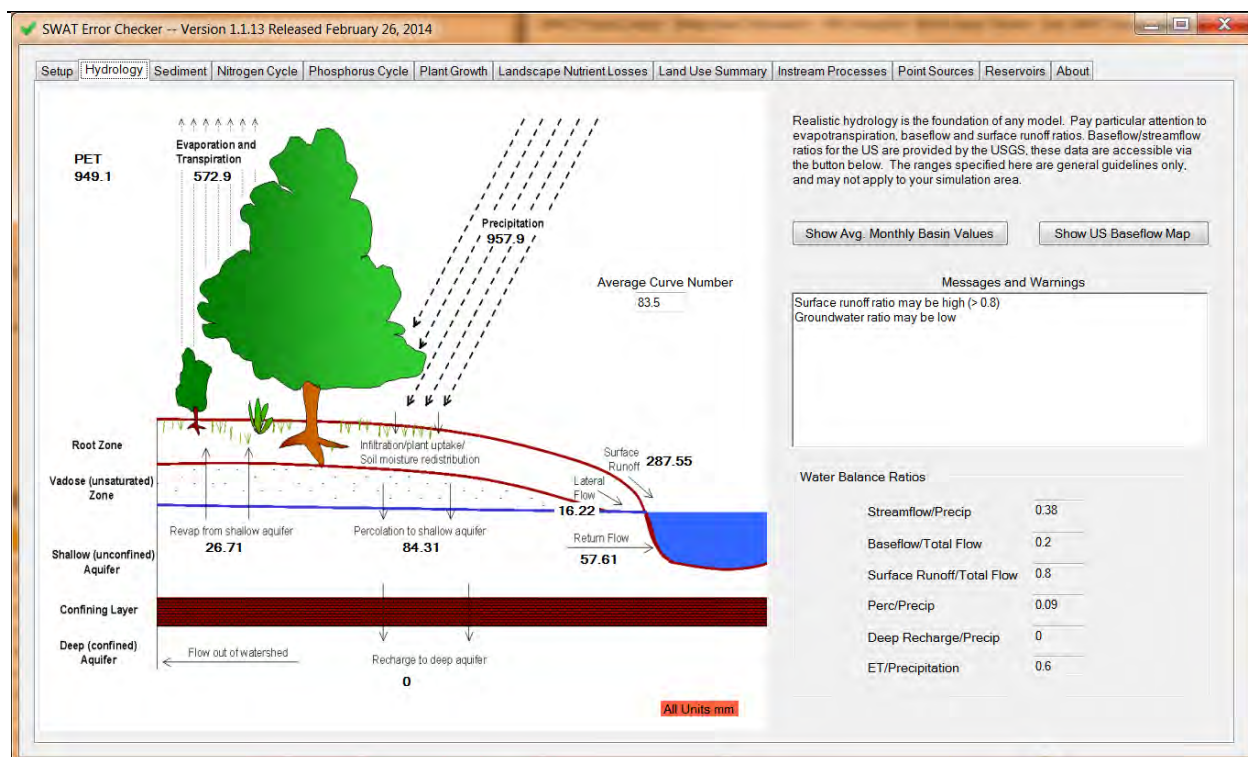 SWAT Error Checker -- Version 1.1.13 Released February 26, 2014
Setup Hydrology Sediment Nitrogen Cycle Phosphorus Cycle Plant Growth Landscape Nutrient Losses Land Use Summary Instream Processes Point Sources Reservoirs About
PET
949.1
Evaporation and
Transpiration
572.9
Precipitation
957.9
Average Curve Number
83.5
Root Zone
Infiltration/plant uptake/
Soil moisture redistribution
Surface
Runoff 287.55
Vadose (unsaturated)
Zone
Lateral
Flow
16.22
Revap from shallow aquifer
26.71
Percolation to shallow aquifer
84.31
Return Flow
57.61
Shallow (unconfined)
Aquifer
Confining Layer
Deep (confined)
Aquifer
Flow out of watershed
Recharge to deep aquifer
0
All Units mm
Realistic hydrology is the foundation of any model. Pay particular attention to
evapotranspiration, baseflow and surface runoff ratios. Baseflow/streamflow
ratios for the US are provided by the USGS, these data are accessible via
the button below. The ranges specified here are general guidelines only,
and may not apply to your simulation area.
Show Avg. Monthly Basin Values Show US Baseflow Map
Messages and Warnings
Surface runoff ratio may be high (> 0.8)
Groundwater ratio may be low
Water Balance Ratios
Streamflow/Precip 0.38
Baseflow/Total Flow 0.2
Surface Runoff/Total Flow 0.8
Perc/Precip 0.09
Deep Recharge/Precip 0
ET/Precipitation 0.6